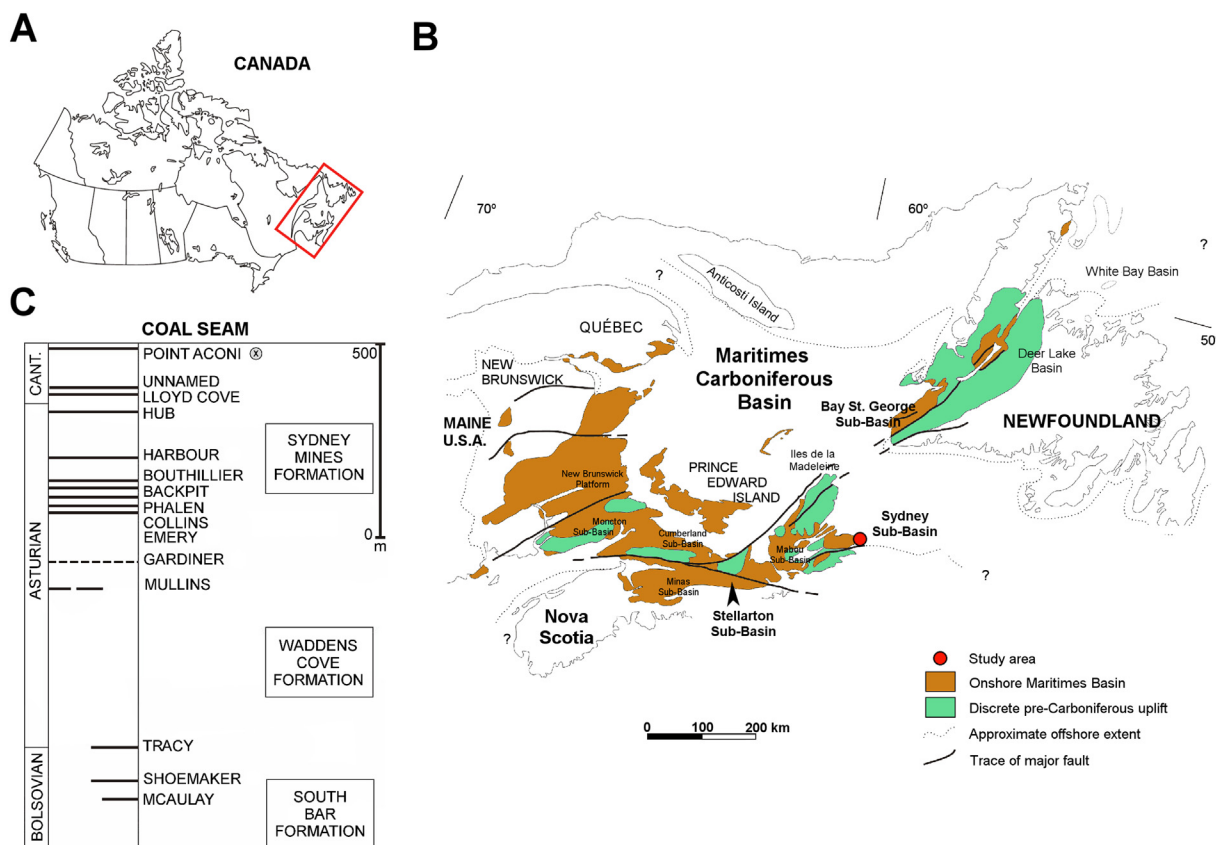 A
CANADA
B
70º
60º
?
?
White Bay Basin
Anticosti Island
50
QUÉBEC
NEW
BRUNSWICK
Maritimes
Carboniferous
Basin
Deer Lake
Basin
MAINE
U.S.A.
Bay St. George
Sub-Basin
NEWFOUNDLAND
Iles de la
Madeleine
New Brunswick
Platform
PRINCE
EDWARD
ISLAND
Moncton
Sub-Basin
Cumberland
Sub-Basin
Sydney
Sub-Basin
Mabou
Sub-Basin
Minas
Sub-Basin
?
Nova
Scotia
?
Stellarton
Sub-Basin
Study area
Onshore Maritimes Basin
Discrete pre-Carboniferous uplift
Approximate offshore extent
Trace of major fault
0 100 200 km
C
COAL SEAM
CANT.
ASTURIAN
BOLSOVIAN
POINT ACONI ⓧ
500
UNNAMED
LLOYD COVE
HUB
HARBOUR
BOUTHILLIER
BACKPIT
PHALEN
COLLINS
EMERY
0
m
GARDINER
MULLINS
TRACY
SHOEMAKER
MCAULAY
SYDNEY
MINES
FORMATION
WADDENS
COVE
FORMATION
SOUTH
BAR
FORMATION